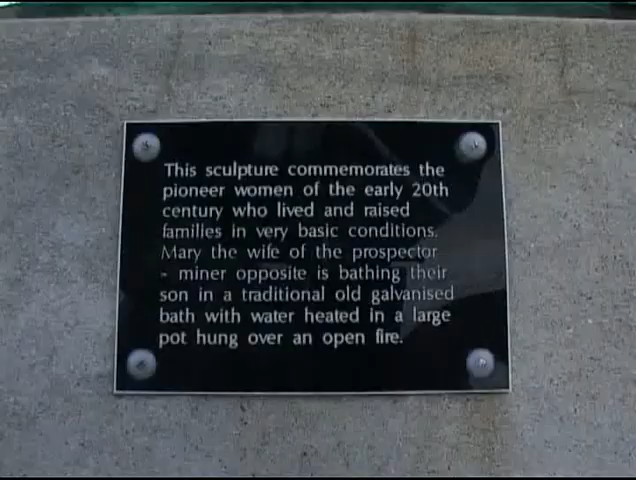 This sculpture commemorates the
pioneer women of the early 20th
century who lived and raised
families in very basic conditions.
Mary the wife of the prospector
- miner opposite is bathing their
son in a traditional old galvanised
bath with water heated in a large
pot hung over an open fire.